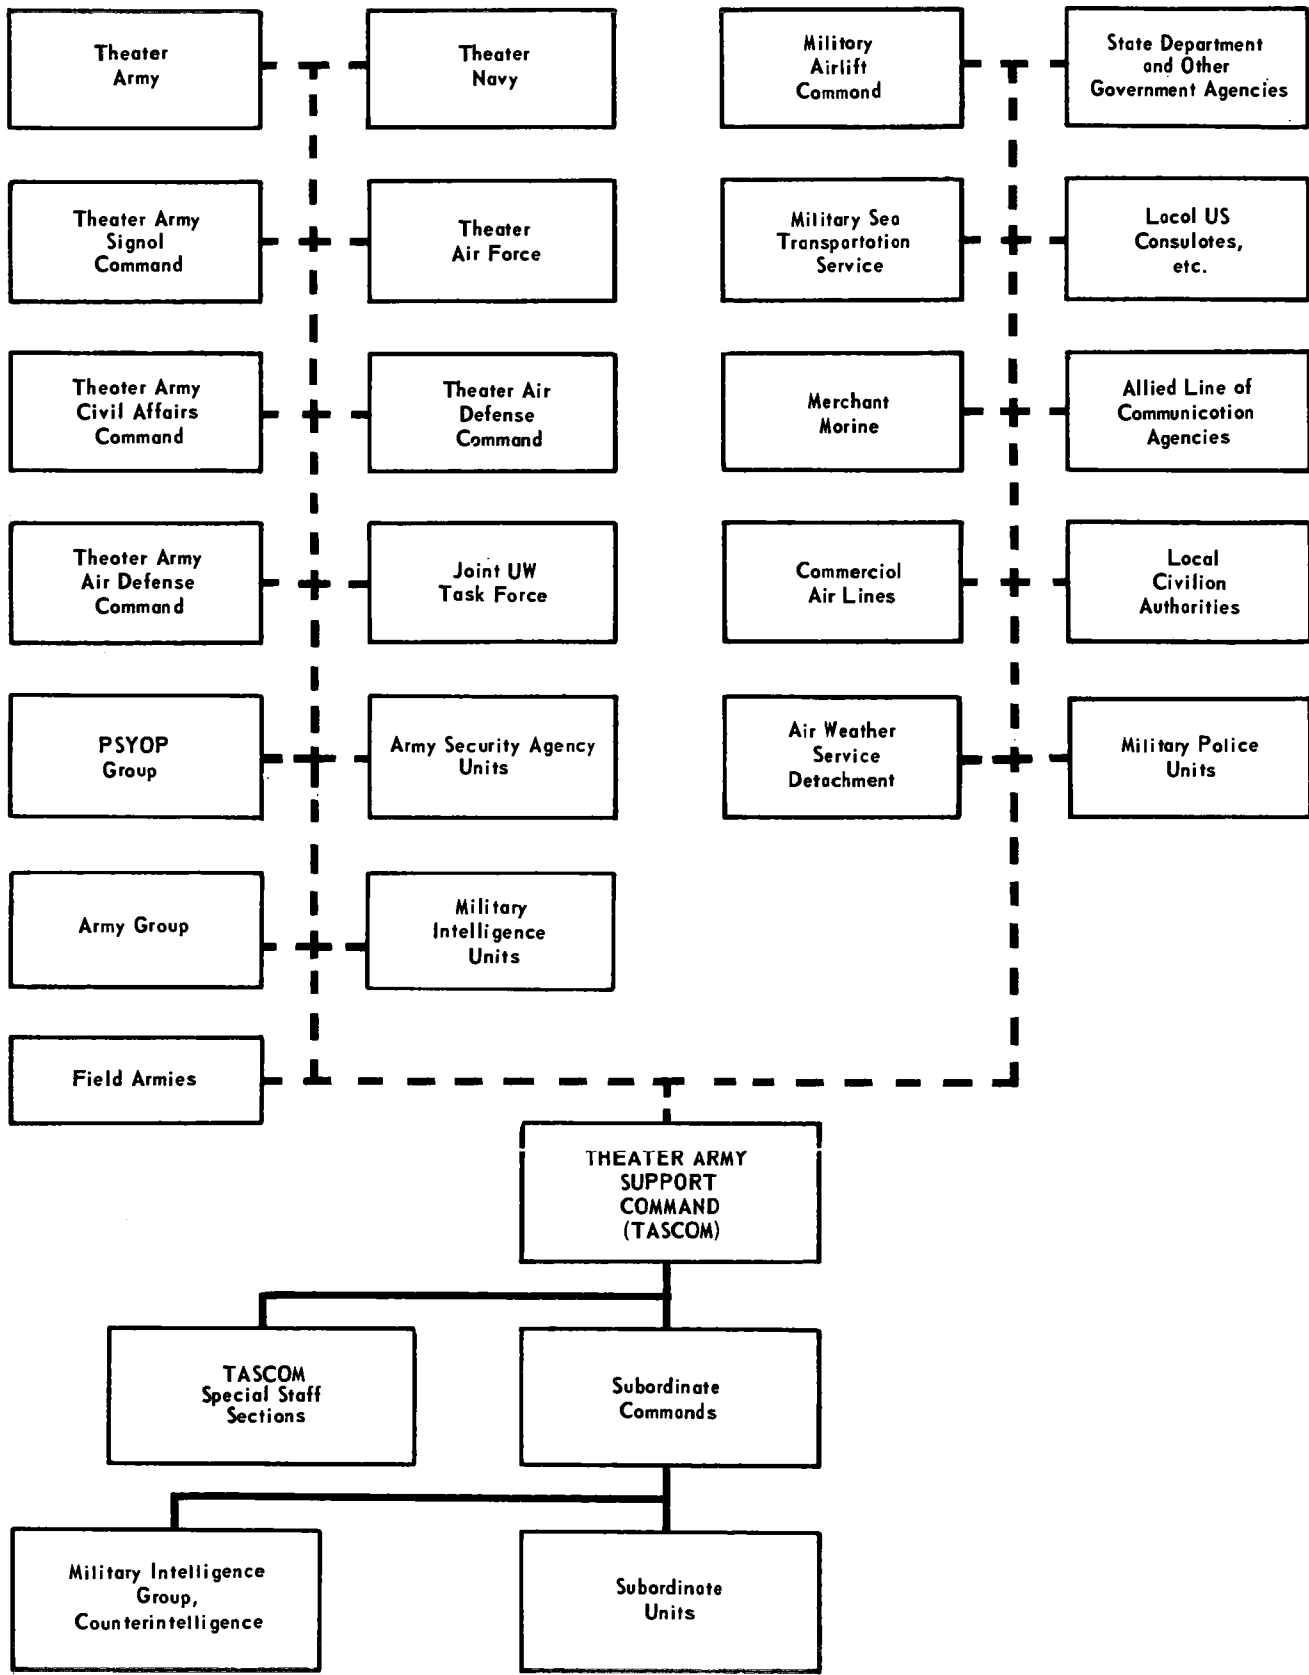 Theater
Army
Theater
Navy
Military
Airlift
Command
State Department
and Other
Government Agencies
Theater Army
Signal
Command
Theater
Air Force
Military Sea
Transportation
Service
Local US
Consulates,
etc.
Theater Army
Civil Affairs
Command
Theater Air
Defense
Command
Merchant
Marine
Allied Line of
Communication
Agencies
Theater Army
Air Defense
Command
Joint UW
Task Force
Commercial
Air Lines
Local
Civilian
Authorities
PSYOP
Group
Army Security Agency
Units
Air Weather
Service
Detachment
Military Police
Units
Army Group
Military
Intelligence
Units
Field Armies
THEATER ARMY
SUPPORT
COMMAND
(TASCOM)
TASCOM
Special Staff
Sections
Subordinate
Commands
Military Intelligence
Group,
Counterintelligence
Subordinate
Units